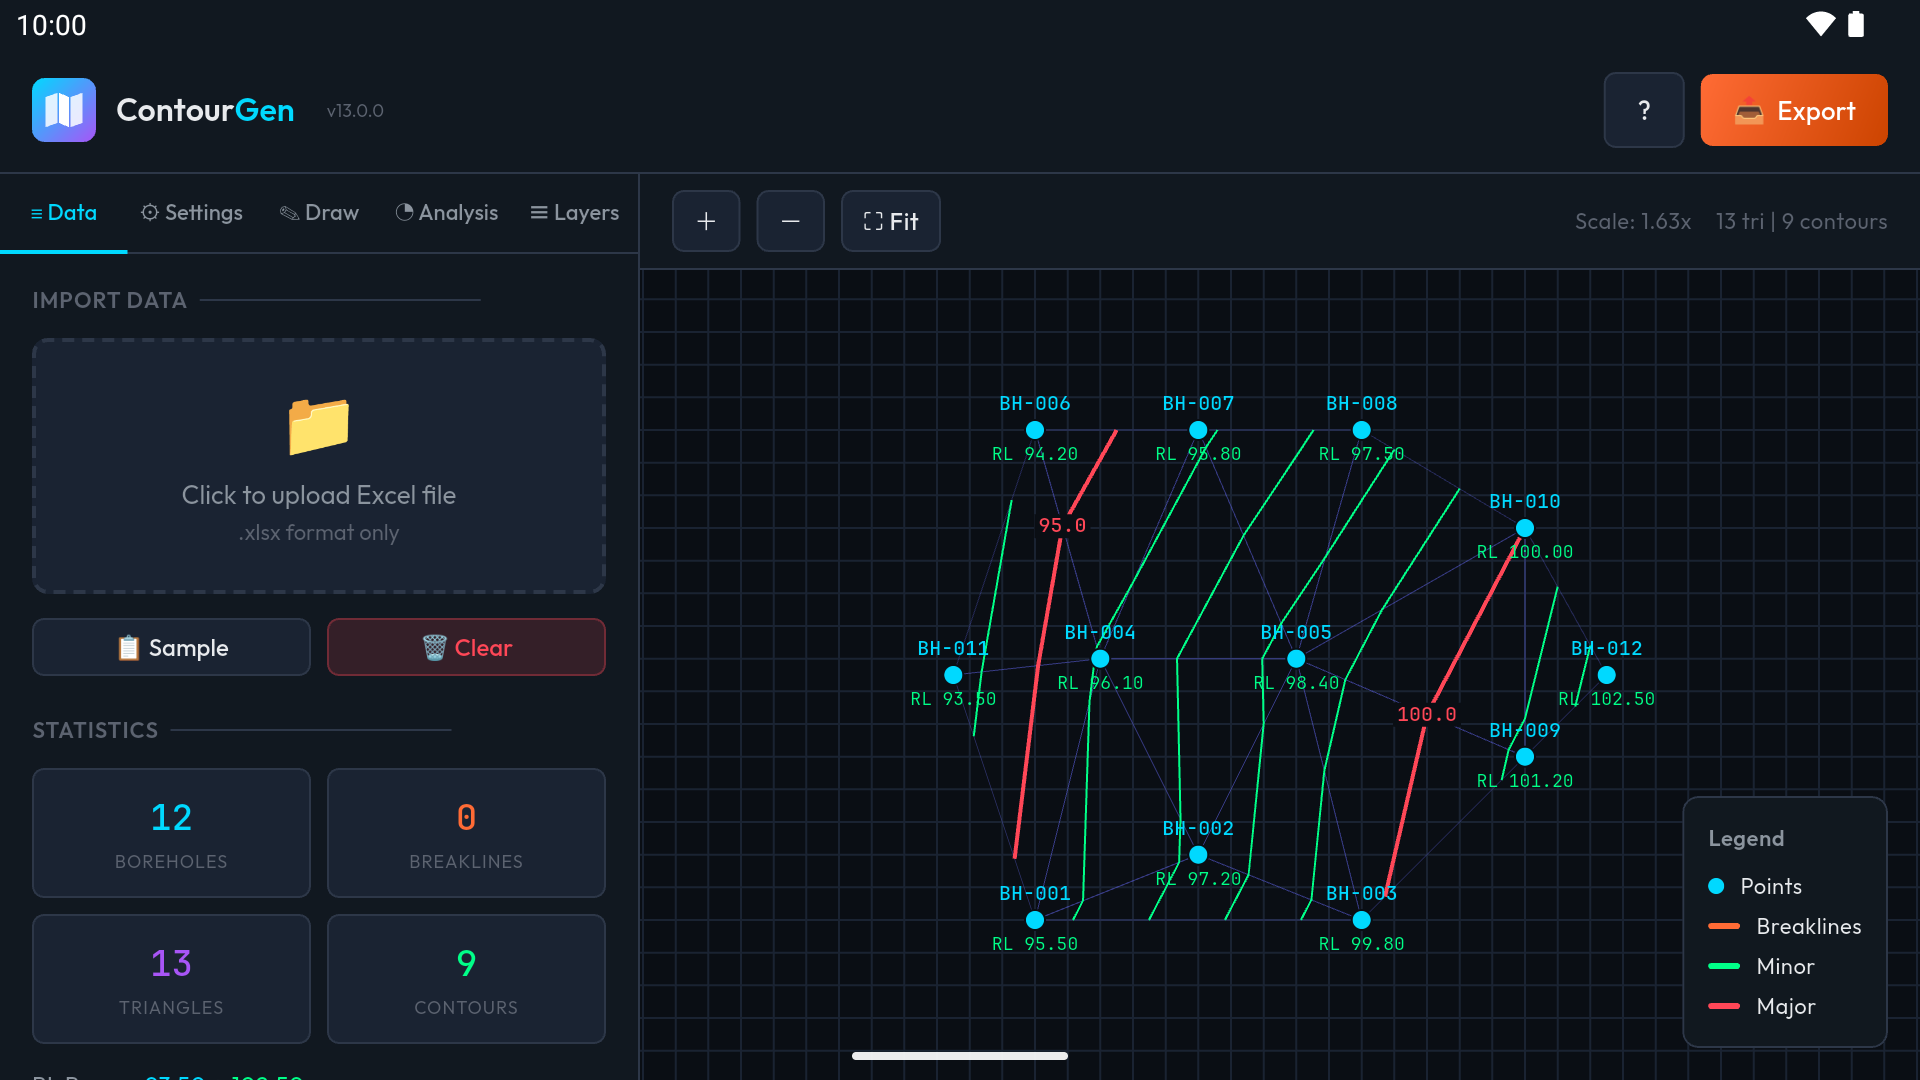 10:00
ContourGen v13.0.0
?
Export
Data
Settings
Draw
Analysis
Layers
+
−
Fit
Scale: 1.63x
13 tri | 9 contours
IMPORT DATA
Click to upload Excel file
.xlsx format only
Sample
Clear
STATISTICS
12
BOREHOLES
0
BREAKLINES
13
TRIANGLES
9
CONTOURS
BH-006
RL 94.20
BH-007
RL 95.80
BH-008
RL 97.50
BH-010
RL 100.00
95.0
BH-011
RL 93.50
BH-004
RL 96.10
BH-005
RL 98.40
BH-012
RL 102.50
100.0
BH-009
RL 101.20
BH-002
RL 97.20
BH-001
RL 95.50
BH-003
RL 99.80
Legend
Points
Breaklines
Minor
Major